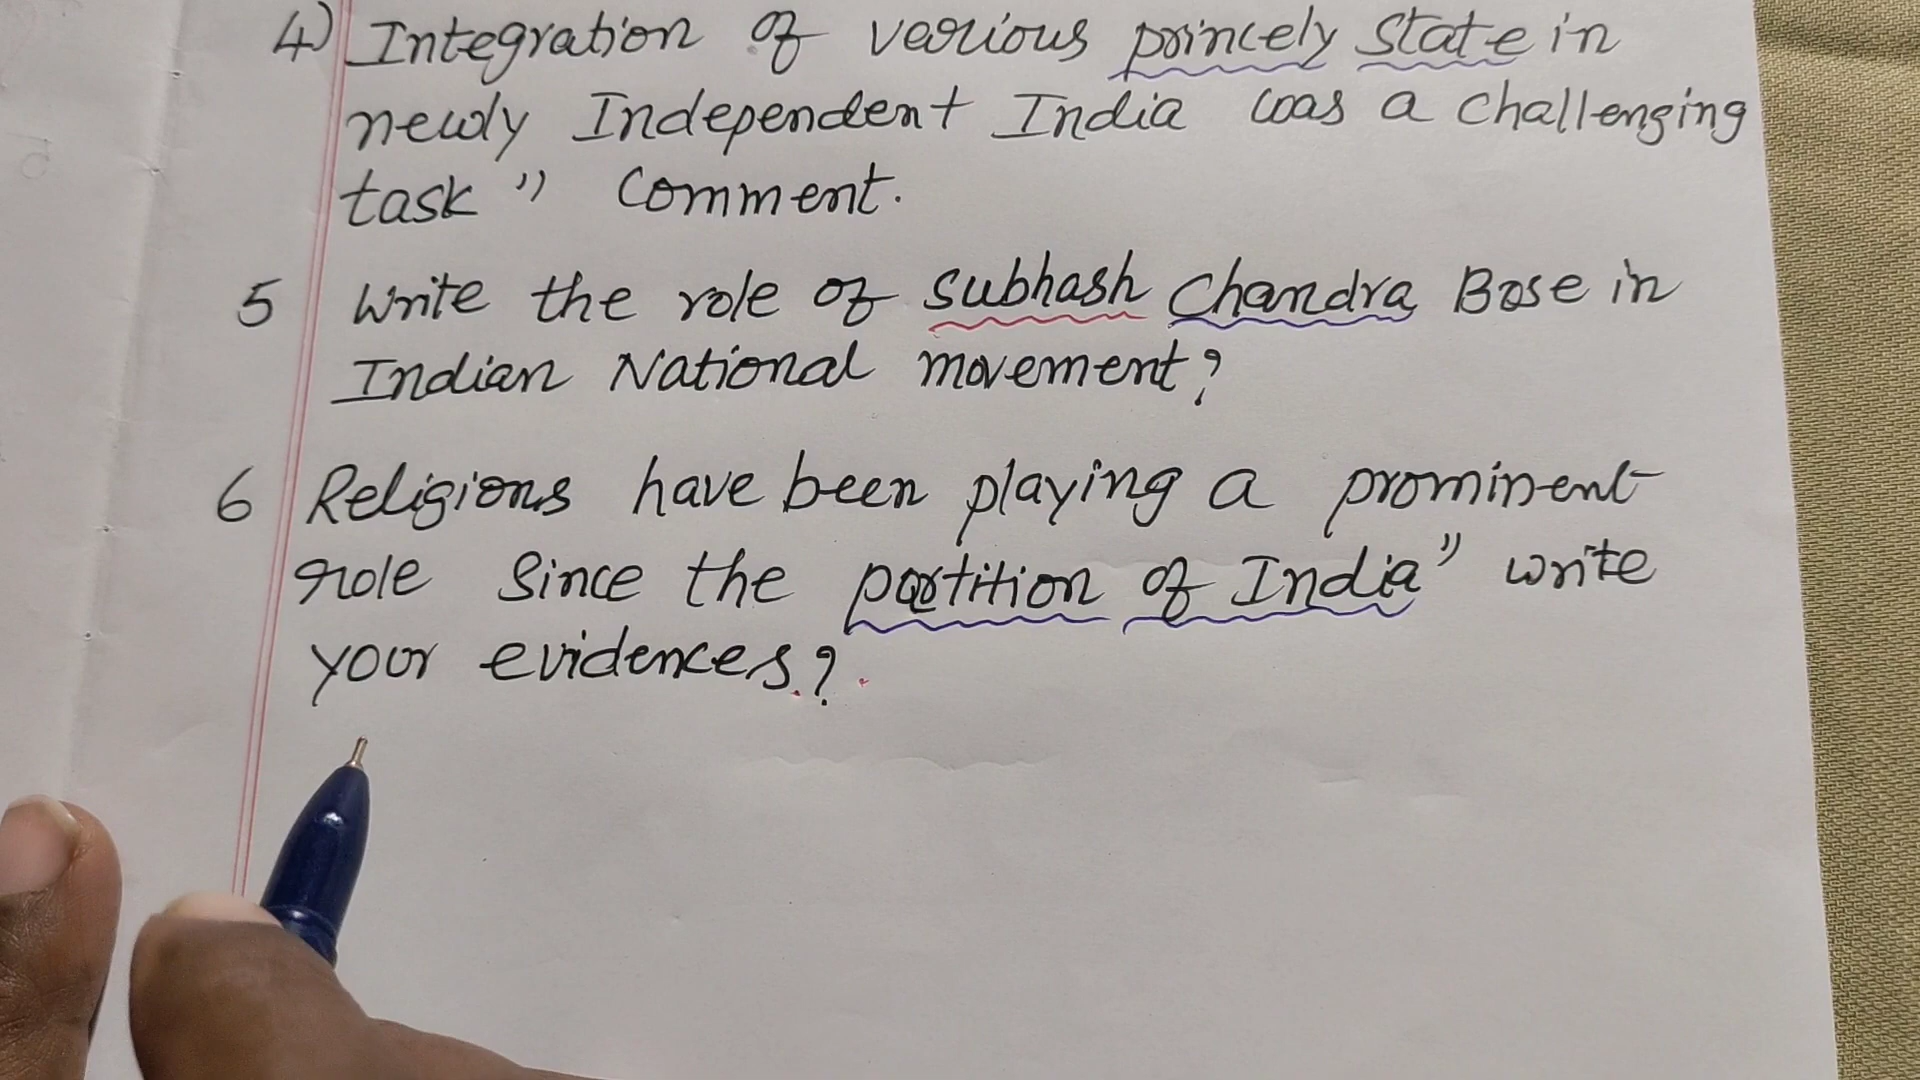 4) Integration of various princely state in
newly Independent India was a challenging
task" Comment.
5 Write the role of subhash Chandra Bose in
Indian National movement?
6 Religions have been playing a prominent
role since the partition of India" write
your evidences?